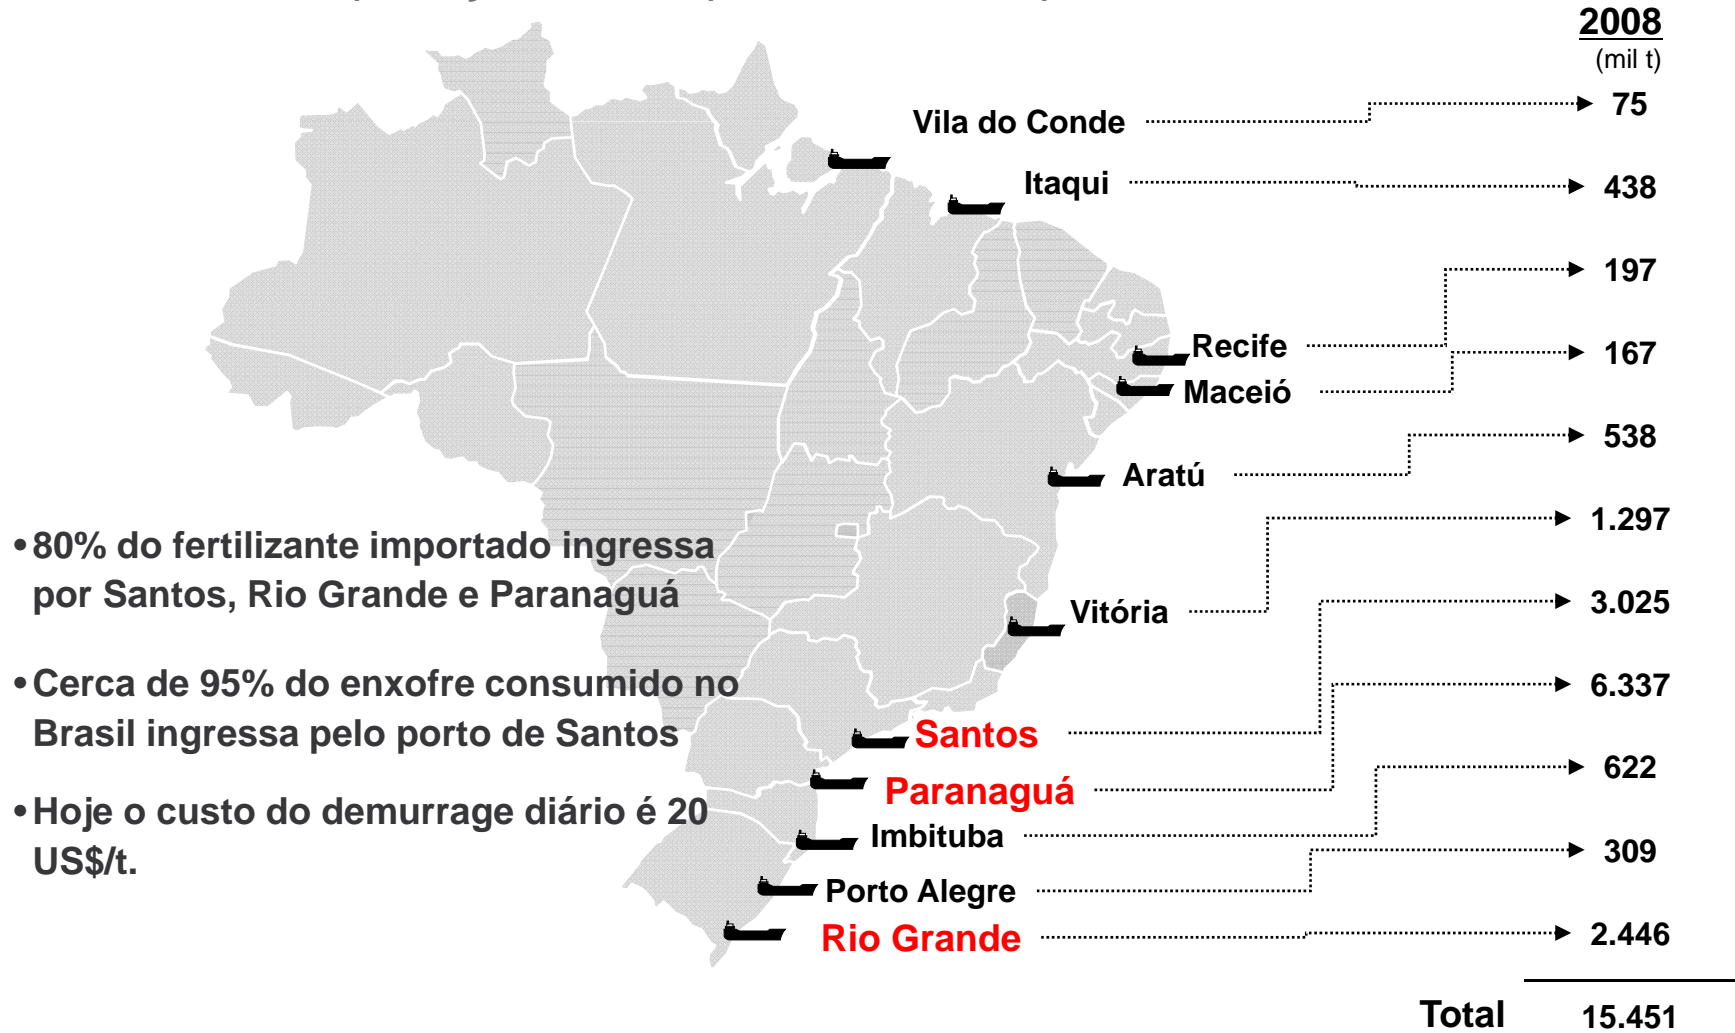 2008
(mil t)
Vila do Conde 75
Itaqui 438
197
Recife 167
Maceió
538
Aratú
1.297
• 80% do fertilizante importado ingressa
por Santos, Rio Grande e Paranaguá
Vitória 3.025
• Cerca de 95% do enxofre consumido no
Brasil ingressa pelo porto de Santos
6.337
Santos
622
Paranaguá
• Hoje o custo do demurrage diário é 20
US$/t.
Imbituba
309
Porto Alegre
Rio Grande 2.446
Total 15.451